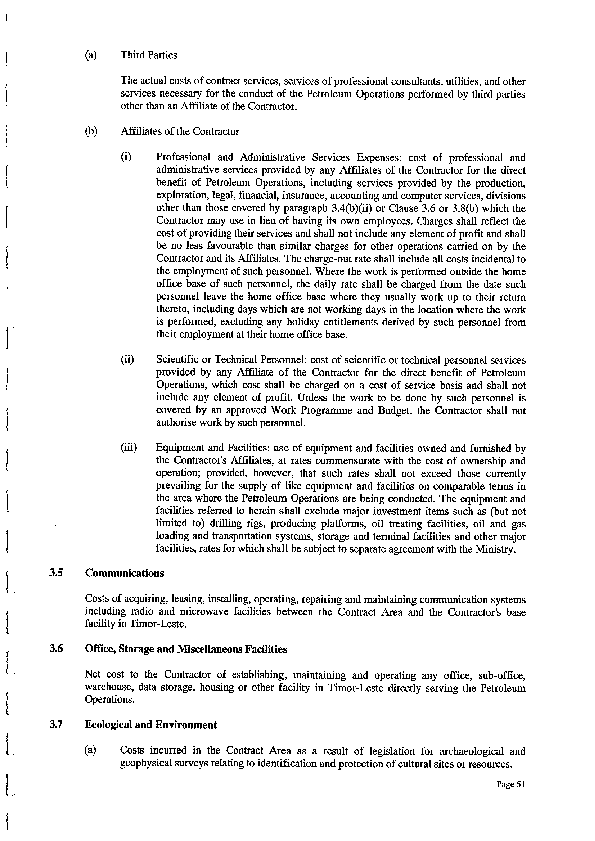 (a) Third Parties
The actual costs of contract services, services of professional consultants, utilities, and other
services necessary for the conduct of the Petroleum Operations performed by third parties
other than an Affiliate of the Contractor.
(b) Affiliates of the Contractor
(i) Professional and Administrative Services Expenses: cost of professional and
administrative services provided by any Affiliates of the Contractor for the direct
benefit of Petroleum Operations, including services provided by the production,
exploration, legal, financial, insurance, accounting and computer services, divisions
other than those covered by paragraph 3.4(b)(ii) or Clause 3.6 or 3.8(b) which the
Contractor may use in lieu of having its own employees. Charges shall reflect the
cost of providing their services and shall not include any element of profit and shall
be no less favourable than similar charges for other operations carried on by the
Contractor and its Affiliates. The charge-out rate shall include all costs incidental to
the employment of such personnel. Where the work is performed outside the home
office base of such personnel, the daily rate shall be charged from the date such
personnel leave the home office base where they usually work up to their return
thereto, including days which are not working days in the location where the work
is performed, excluding any holiday entitlements derived by such personnel from
their employment at their home office base.
(ii) Scientific or Technical Personnel: cost of scientific or technical personnel services
provided by any Affiliate of the Contractor for the direct benefit of Petroleum
Operations, which cost shall be charged on a cost of service basis and shall not
include any element of profit. Unless the work to be done by such personnel is
covered by an approved Work Programme and Budget, the Contractor shall not
authorise work by such personnel.
(iii) Equipment and Facilities: use of equipment and facilities owned and furnished by
the Contractor's Affiliates, at rates commensurate with the cost of ownership and
operation; provided, however, that such rates shall not exceed those currently
prevailing for the supply of like equipment and facilities on comparable terms in
the area where the Petroleum Operations are being conducted. The equipment and
facilities referred to herein shall exclude major investment items such as (but not
limited to) drilling rigs, producing platforms, oil treating facilities, oil and gas
loading and transportation systems, storage and terminal facilities and other major
facilities, rates for which shall be subject to separate agreement with the Ministry.
3.5 Communications
Costs of acquiring, leasing, installing, operating, repairing and maintaining communication systems
including radio and microwave facilities between the Contract Area and the Contractor's base
facility in Timor-Leste.
3.6 Office, Storage and Miscellaneous Facilities
Net cost to the Contractor of establishing, maintaining and operating any office, sub-office,
warehouse, data storage, housing or other facility in Timor-Leste directly serving the Petroleum
Operations.
3.7 Ecological and Environment
(a) Costs incurred in the Contract Area as a result of legislation for archaeological and
geophysical surveys relating to identification and protection of cultural sites or resources.
Page 51